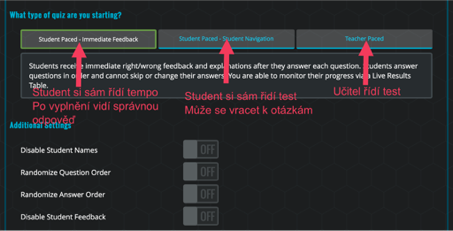 What type of quiz are you starting?
Student Paced - Immediate Feedback
Student Paced - Student Navigation
Teacher Paced
Students receive immediate right/wrong feedback and explanations after they answer each question. Students answer
questions in order and cannot skip or change their answers. You are able to monitor their progress via Live Results
Table.
Student si sám řídí tempo
Po vyplnění vidí správnou
odpověď
Student si sám řídí test
Může se vracet k otázkám
Učitel řídí test
Additional Settings
Disable Student Names
OFF
Randomize Question Order
OFF
Randomize Answer Order
OFF
Disable Student Feedback
OFF